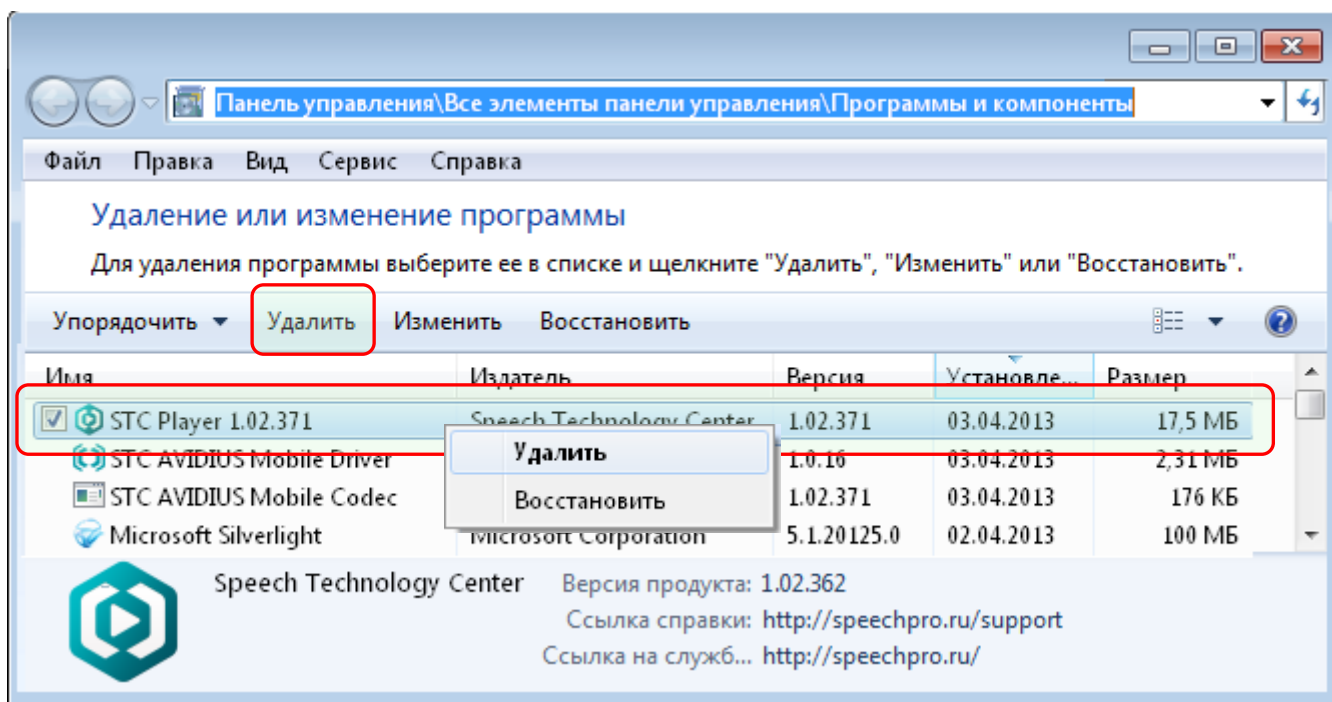 Панель управления\Все элементы панели управления\Программы и компоненты
Файл Правка Вид Сервис Справка
Удаление или изменение программы
Для удаления программы выберите ее в списке и щелкните "Удалить", "Изменить" или "Восстановить".
Упорядочить Удалить Изменить Восстановить
Имя Издатель Версия Установле... Размер
STC Player 1.02.371 Speech Technology Center 1.02.371 03.04.2013 17,5 МБ
Удалить
STC AVIDIUS Mobile Driver 1.0.16 03.04.2013 2,31 МБ
Восстановить
STC AVIDIUS Mobile Codec 1.02.371 03.04.2013 176 КБ
Microsoft Silverlight Microsoft Corporation 5.1.20125.0 02.04.2013 100 МБ
Speech Technology Center Версия продукта: 1.02.362
Ссылка справки: http://speechpro.ru/support
Ссылка на служб... http://speechpro.ru/